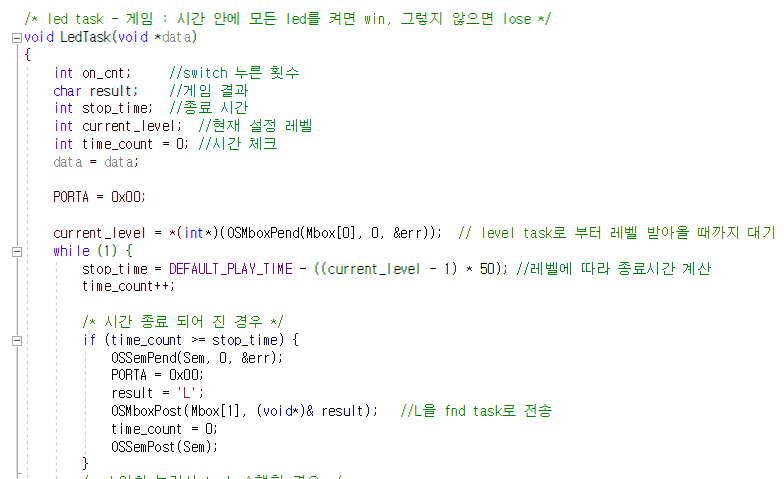 /* led task - 게임 : 시간 안에 모든 led를 켜면 win, 그렇지 않으면 lose */
void LedTask(void *data)
{
int on_cnt; //switch 누른 횟수
char result; //게임 결과
int stop_time; //종료 시간
int current_level; //현재 설정 레벨
int time_count = 0; //시간 체크
data = data;
PORTA = 0x00;
current_level = *(int*)(OSMboxPend(Mbox[0], 0, &err)); // level task로 부터 레벨 받아올 때까지 대기
while (1) {
stop_time = DEFAULT_PLAY_TIME - ((current_level - 1) * 50); //레벨에 따라 종료시간 계산
time_count++;
/* 시간 종료 되어 진 경우 */
if (time_count >= stop_time) {
OSSemPend(Sem, 0, &err);
PORTA = 0x00;
result = 'L';
OSMboxPost(Mbox[1], (void*)& result); //L을 fnd task로 전송
time_count = 0;
OSSemPost(Sem);
}